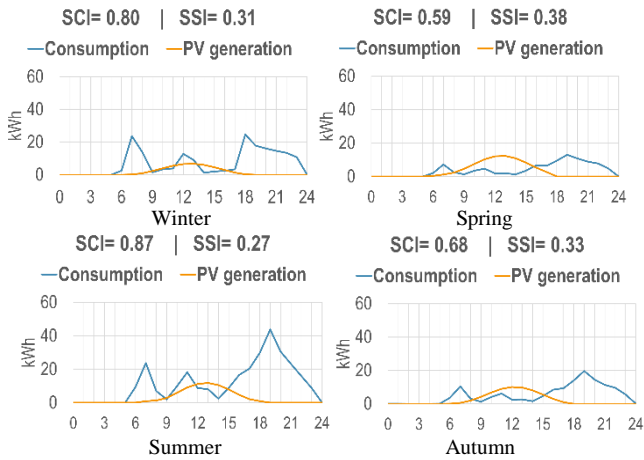 SCI= 0.80 | SSI= 0.31
Consumption PV generation
60
40
20
0
kWh
0 3 6 9 12 15 18 21 24
Winter
SCI= 0.59 | SSI= 0.38
Consumption PV generation
60
40
20
0
kWh
0 3 6 9 12 15 18 21 24
Spring
SCI= 0.87 | SSI= 0.27
Consumption PV generation
60
40
20
0
kWh
0 3 6 9 12 15 18 21 24
Summer
SCI= 0.68 | SSI= 0.33
Consumption PV generation
60
40
20
0
kWh
0 3 6 9 12 15 18 21 24
Autumn